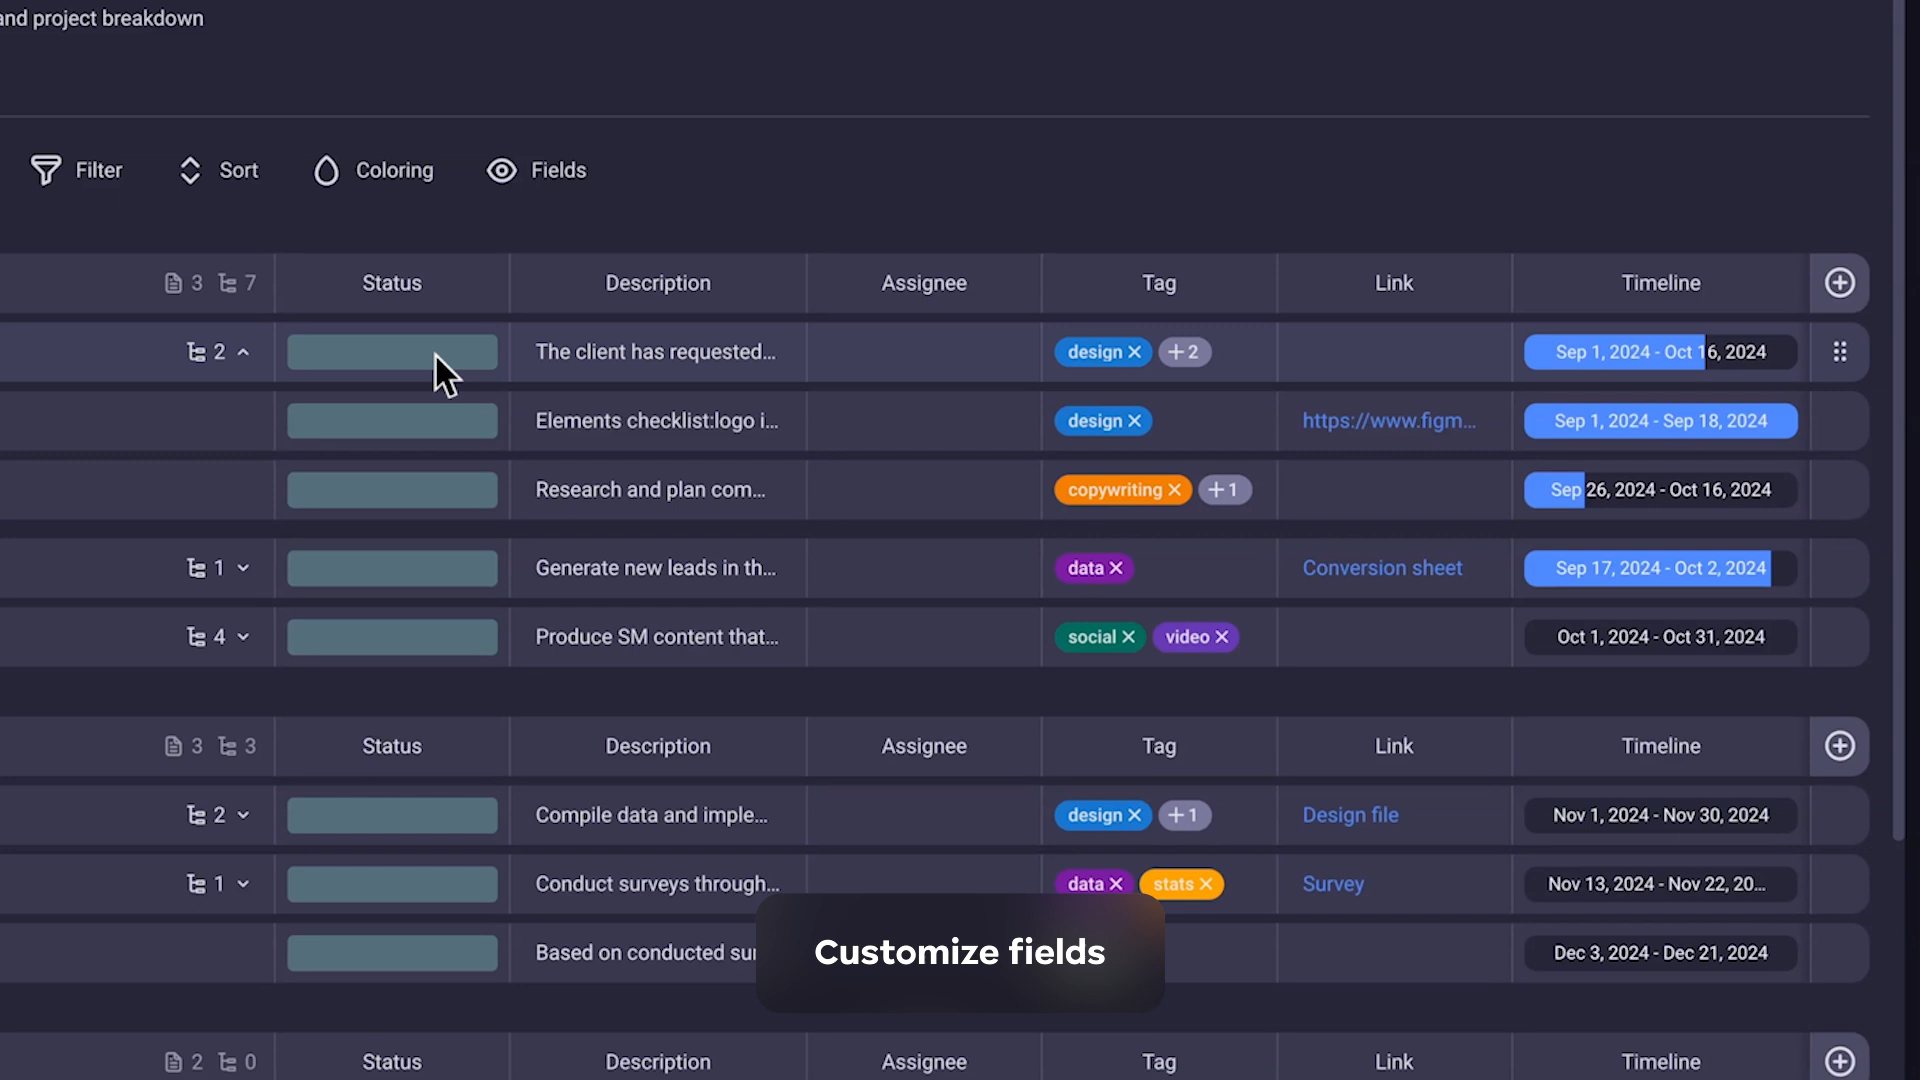 and project breakdown
Filter Sort Coloring Fields
3 7 Status Description Assignee Tag Link Timeline
2 The client has requested... design +2 Sep 1, 2024 - Oct 16, 2024
Elements checklist:logo i... design https://www.figm... Sep 1, 2024 - Sep 18, 2024
Research and plan com... copywriting +1 Sep 26, 2024 - Oct 16, 2024
1 Generate new leads in th... data Conversion sheet Sep 17, 2024 - Oct 2, 2024
4 Produce SM content that... social video Oct 1, 2024 - Oct 31, 2024
3 3 Status Description Assignee Tag Link Timeline
2 Compile data and imple... design +1 Design file Nov 1, 2024 - Nov 30, 2024
1 Conduct surveys through... data stats Survey Nov 13, 2024 - Nov 22, 20...
Based on conducted sur Dec 3, 2024 - Dec 21, 2024
Customize fields
2 0 Status Description Assignee Tag Link Timeline